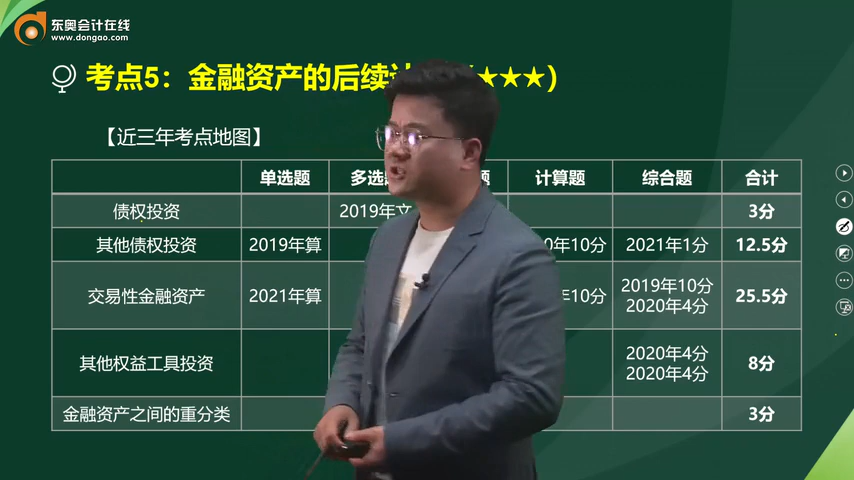 东奥会计在线
www.dongao.com
考点5：金融资产的后续 ★★★)
【近三年考点地图】
单选题 多选 题 计算题 综合题 合计
债权投资 2019年文 3分
其他债权投资 2019年算 0年10分 2021年1分 12.5分
交易性金融资产 2021年算 年10分 2019年10分 25.5分
2020年4分
其他权益工具投资 2020年4分 8分
2020年4分
金融资产之间的重分类 3分